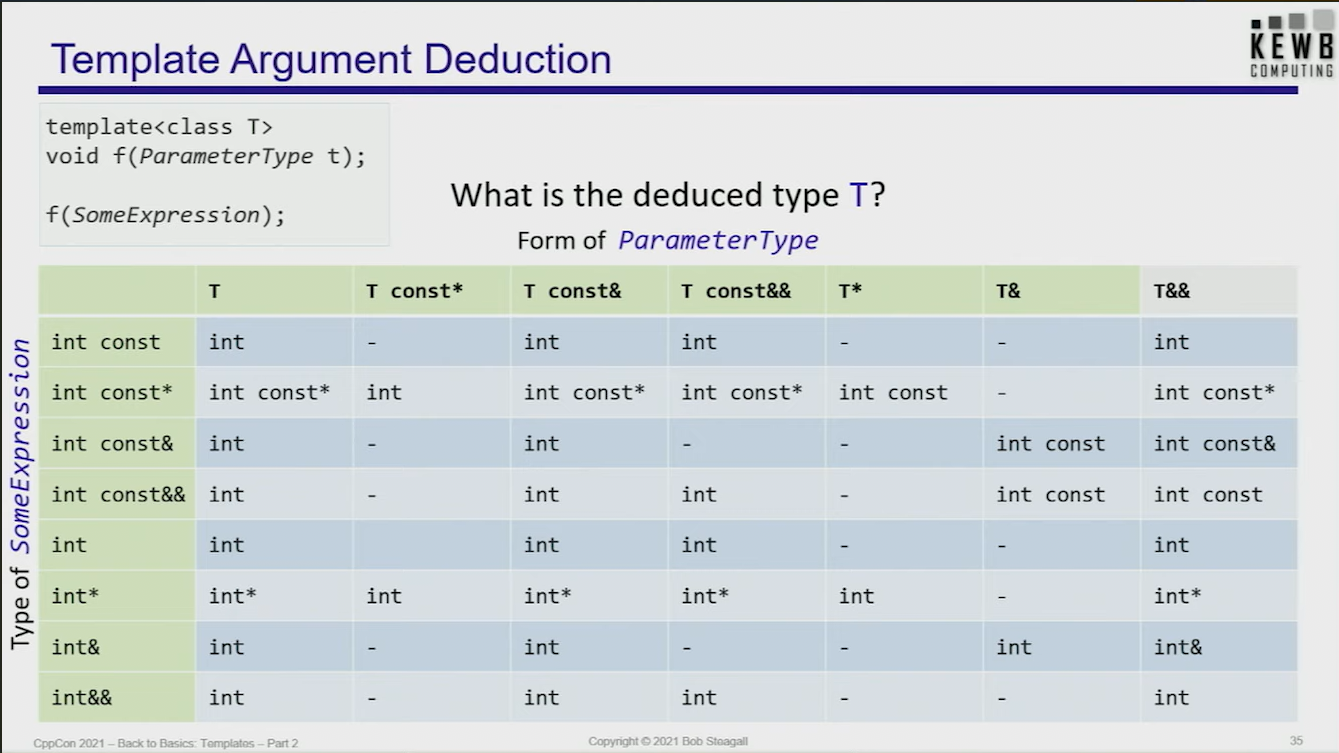 Template Argument Deduction
KEWB
COMPUTING
template<class T>
void f(ParameterType t);
f(SomeExpression);
What is the deduced type T?
Form of ParameterType
Type of SomeExpression
T T const* T const& T const&& T* T& T&&
int const int - int int - - int
int const* int const* int int const* int const* int const - int const*
int const& int - int - - int const int const&
int const&& int - int int - int const int const
int int int int - - int
int* int* int int* int* int - int*
int& int - int - - int int&
int&& int - int int - - int
CppCon 2021 – Back to Basics: Templates – Part 2
Copyright © 2021 Bob Steagall
35